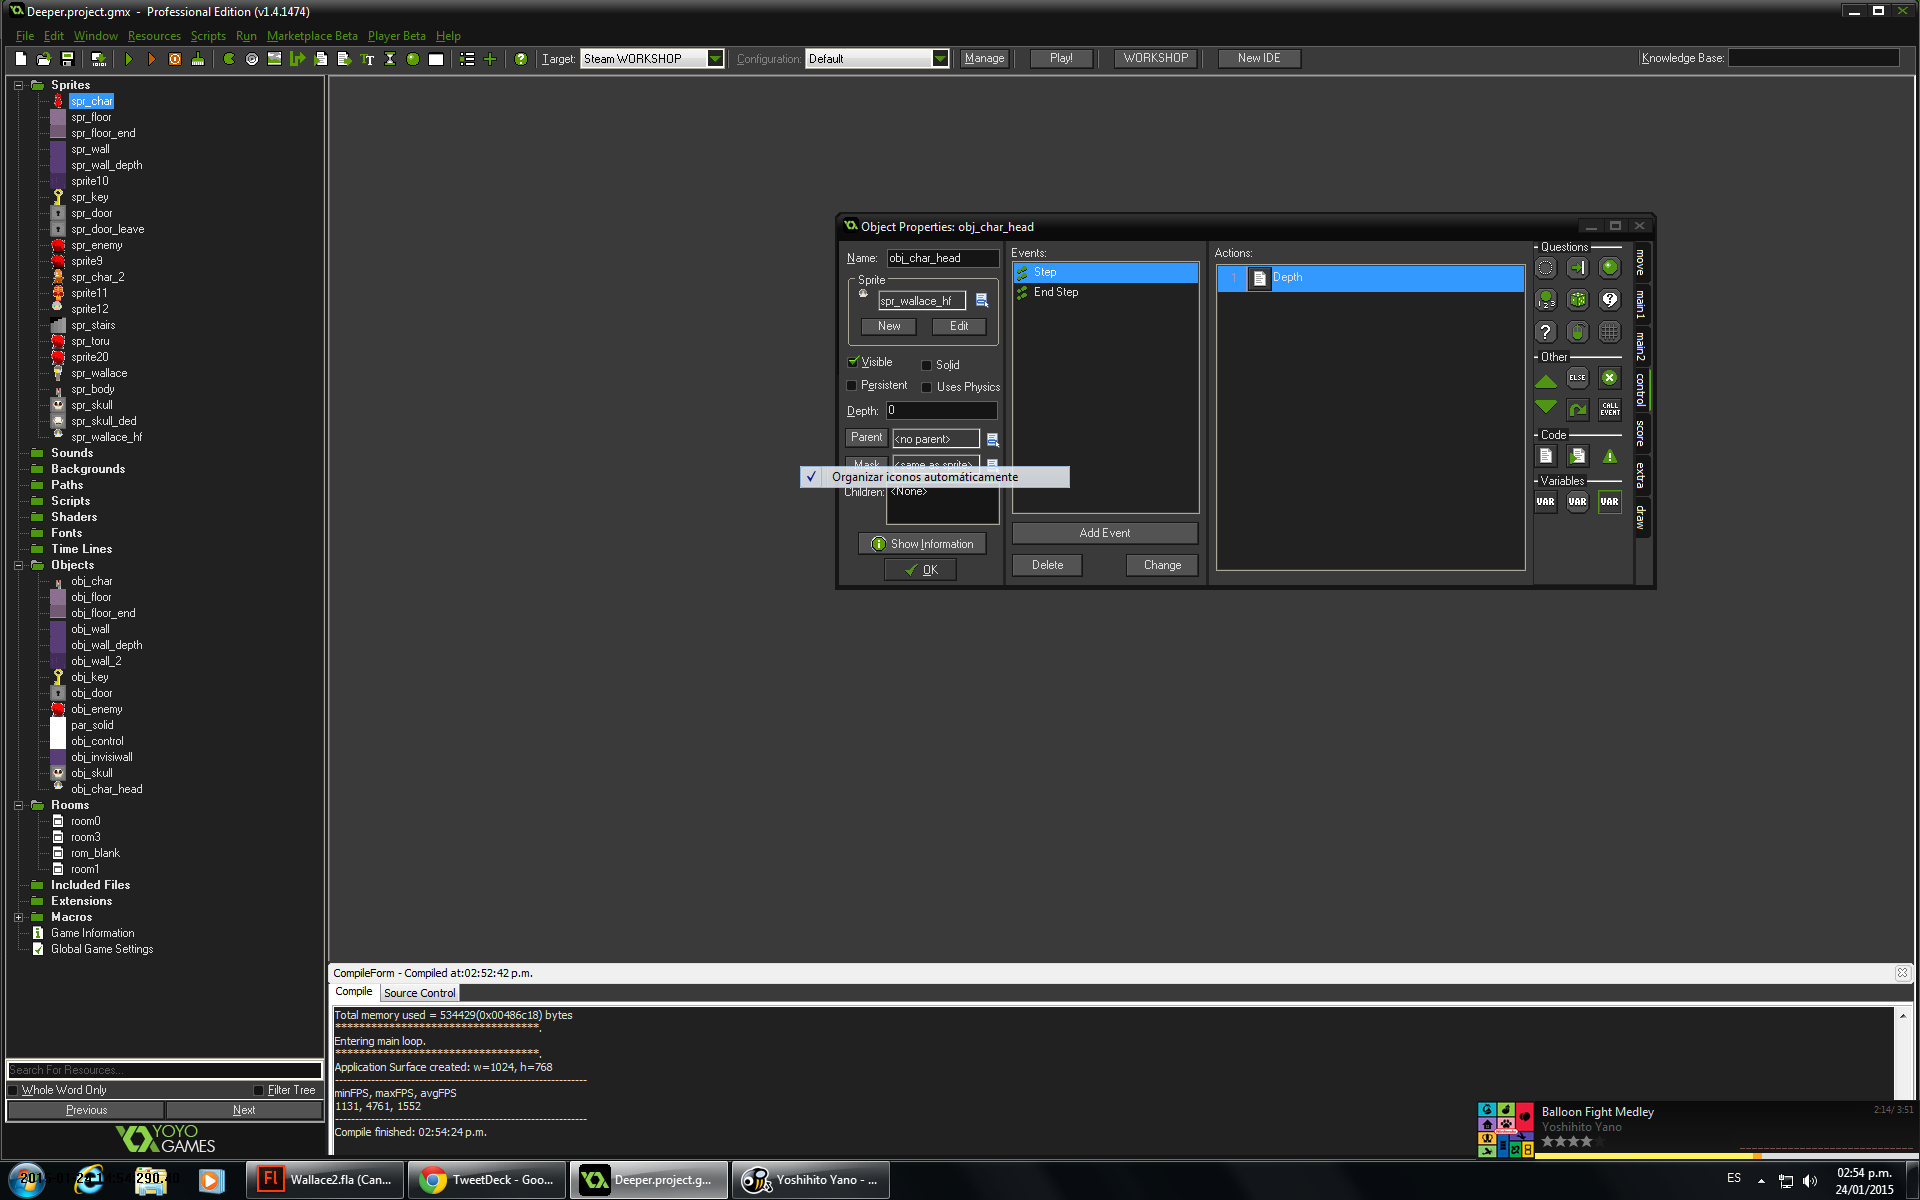 Deeper.project.gmx - Professional Edition (v1.4.1474)
File Edit Window Resources Scripts Run Marketplace Beta Player Beta Help
Target: Steam WORKSHOP Configuration: Default Manage Play! WORKSHOP New IDE Knowledge Base:
Sprites
spr_char
spr_floor
spr_floor_end
spr_wall
spr_wall_depth
sprite10
spr_key
spr_door
spr_door_leave
spr_enemy
sprite9
spr_char_2
sprite11
sprite12
spr_stairs
spr_toru
sprite20
spr_wallace
spr_body
spr_skull
spr_skull_ded
spr_wallace_hf
Sounds
Backgrounds
Paths
Scripts
Shaders
Fonts
Time Lines
Objects
obj_char
obj_floor
obj_floor_end
obj_wall
obj_wall_depth
obj_wall_2
obj_key
obj_door
obj_enemy
par_solid
obj_control
obj_invisiwall
obj_skull
obj_char_head
Rooms
room0
room3
rom_blank
room1
Included Files
Extensions
Macros
Game Information
Global Game Settings
Search For Resources...
Whole Word Only Filter Tree
Previous Next
YOYO
GAMES
Object Properties: obj_char_head
Name: obj_char_head
Sprite
spr_wallace_hf
New Edit
Visible Solid
Persistent Uses Physics
Depth: 0
Parent <no parent>
Mask <same as sprite>
Organizar iconos automáticamente
Children: <None>
Show Information
OK
Events:
Step
End Step
Add Event
Delete Change
Actions:
1 Depth
Questions
1 2 3
?
?
Other
ELSE
CALL
EVENT
Code
Variables
VAR VAR VAR
move
main1
main2
control
score
extra
draw
CompileForm - Compiled at:02:52:42 p.m.
Compile Source Control
Total memory used = 534429(0x00486c18) bytes
**********************************.
Entering main loop.
**********************************.
Application Surface created: w=1024, h=768
minFPS, maxFPS, avgFPS
1131, 4761, 1552
Compile finished: 02:54:24 p.m.
Balloon Fight Medley 2:14/ 3:51
Yoshihito Yano
Wallace2.fla (Can... TweetDeck - Goo... Deeper.project.g... Yoshihito Yano - ...
ES
02:54 p.m.
24/01/2015